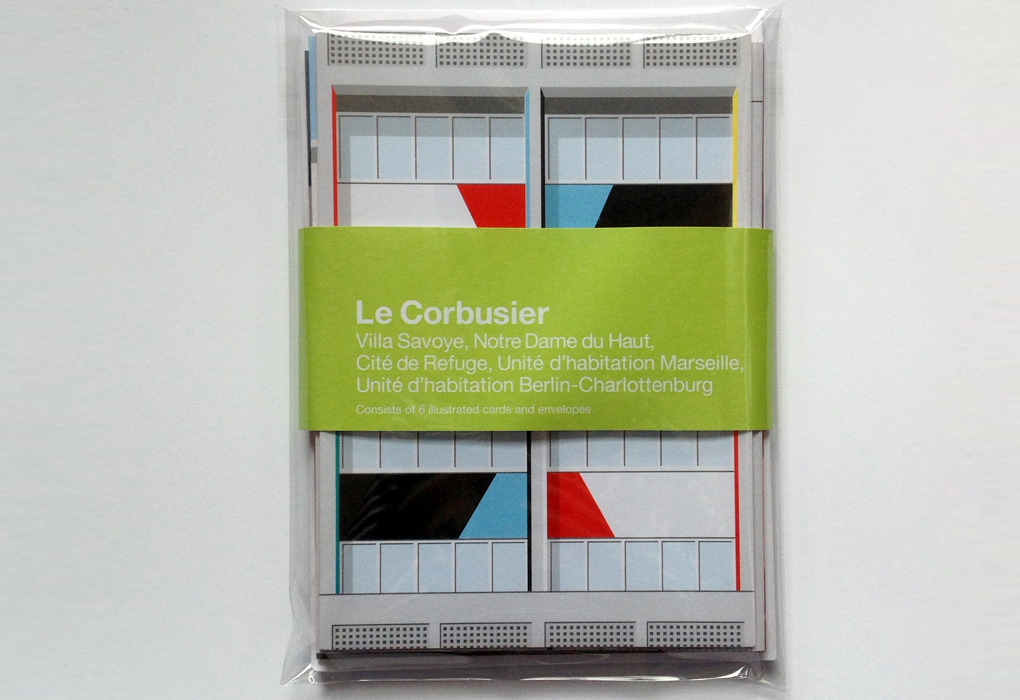 Le Corbusier
Villa Savoye, Notre Dame du Haut,
Cité de Refuge, Unité d'habitation Marseille,
Unité d'habitation Berlin-Charlottenburg
Consists of 6 illustrated cards and envelopes